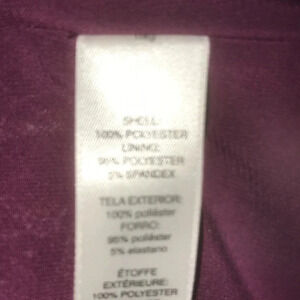 SHELL:
100% POLYESTER
LINING:
95% POLYESTER
5% SPANDEX
TELA EXTERIOR:
100% poliéster
FORRO:
95% poliéster
5% elastano
ÉTOFFE
EXTÉRIEURE:
100% POLYESTER